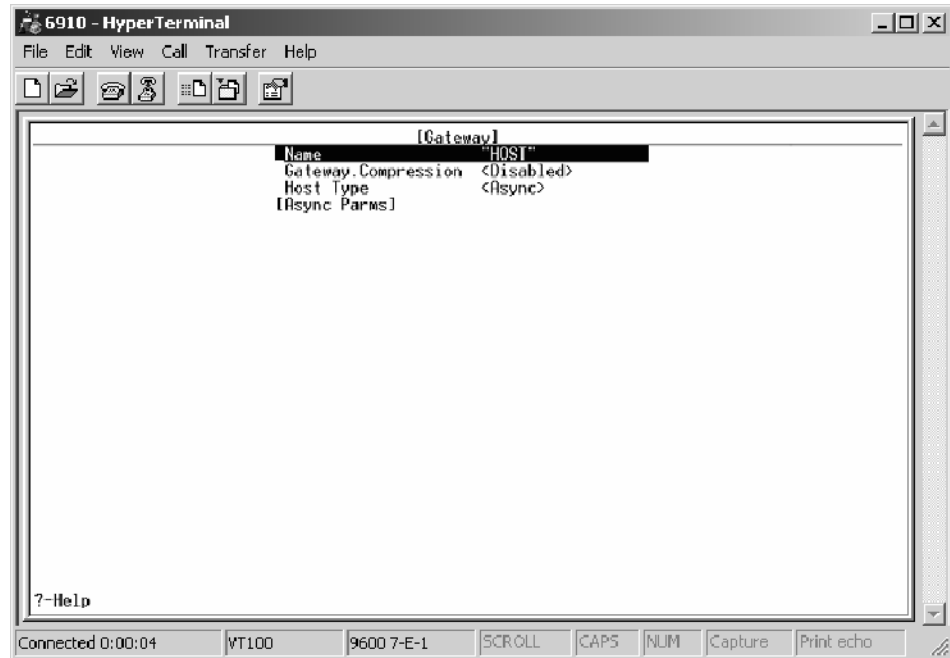 6910 - HyperTerminal
File Edit View Call Transfer Help
[Gateway]
Name "HOST"
Gateway.Compression <Disabled>
Host Type <Async>
[Async Parms]
?-Help
Connected 0:00:04 VT100 9600 7-E-1 SCROLL CAPS NUM Capture Print echo